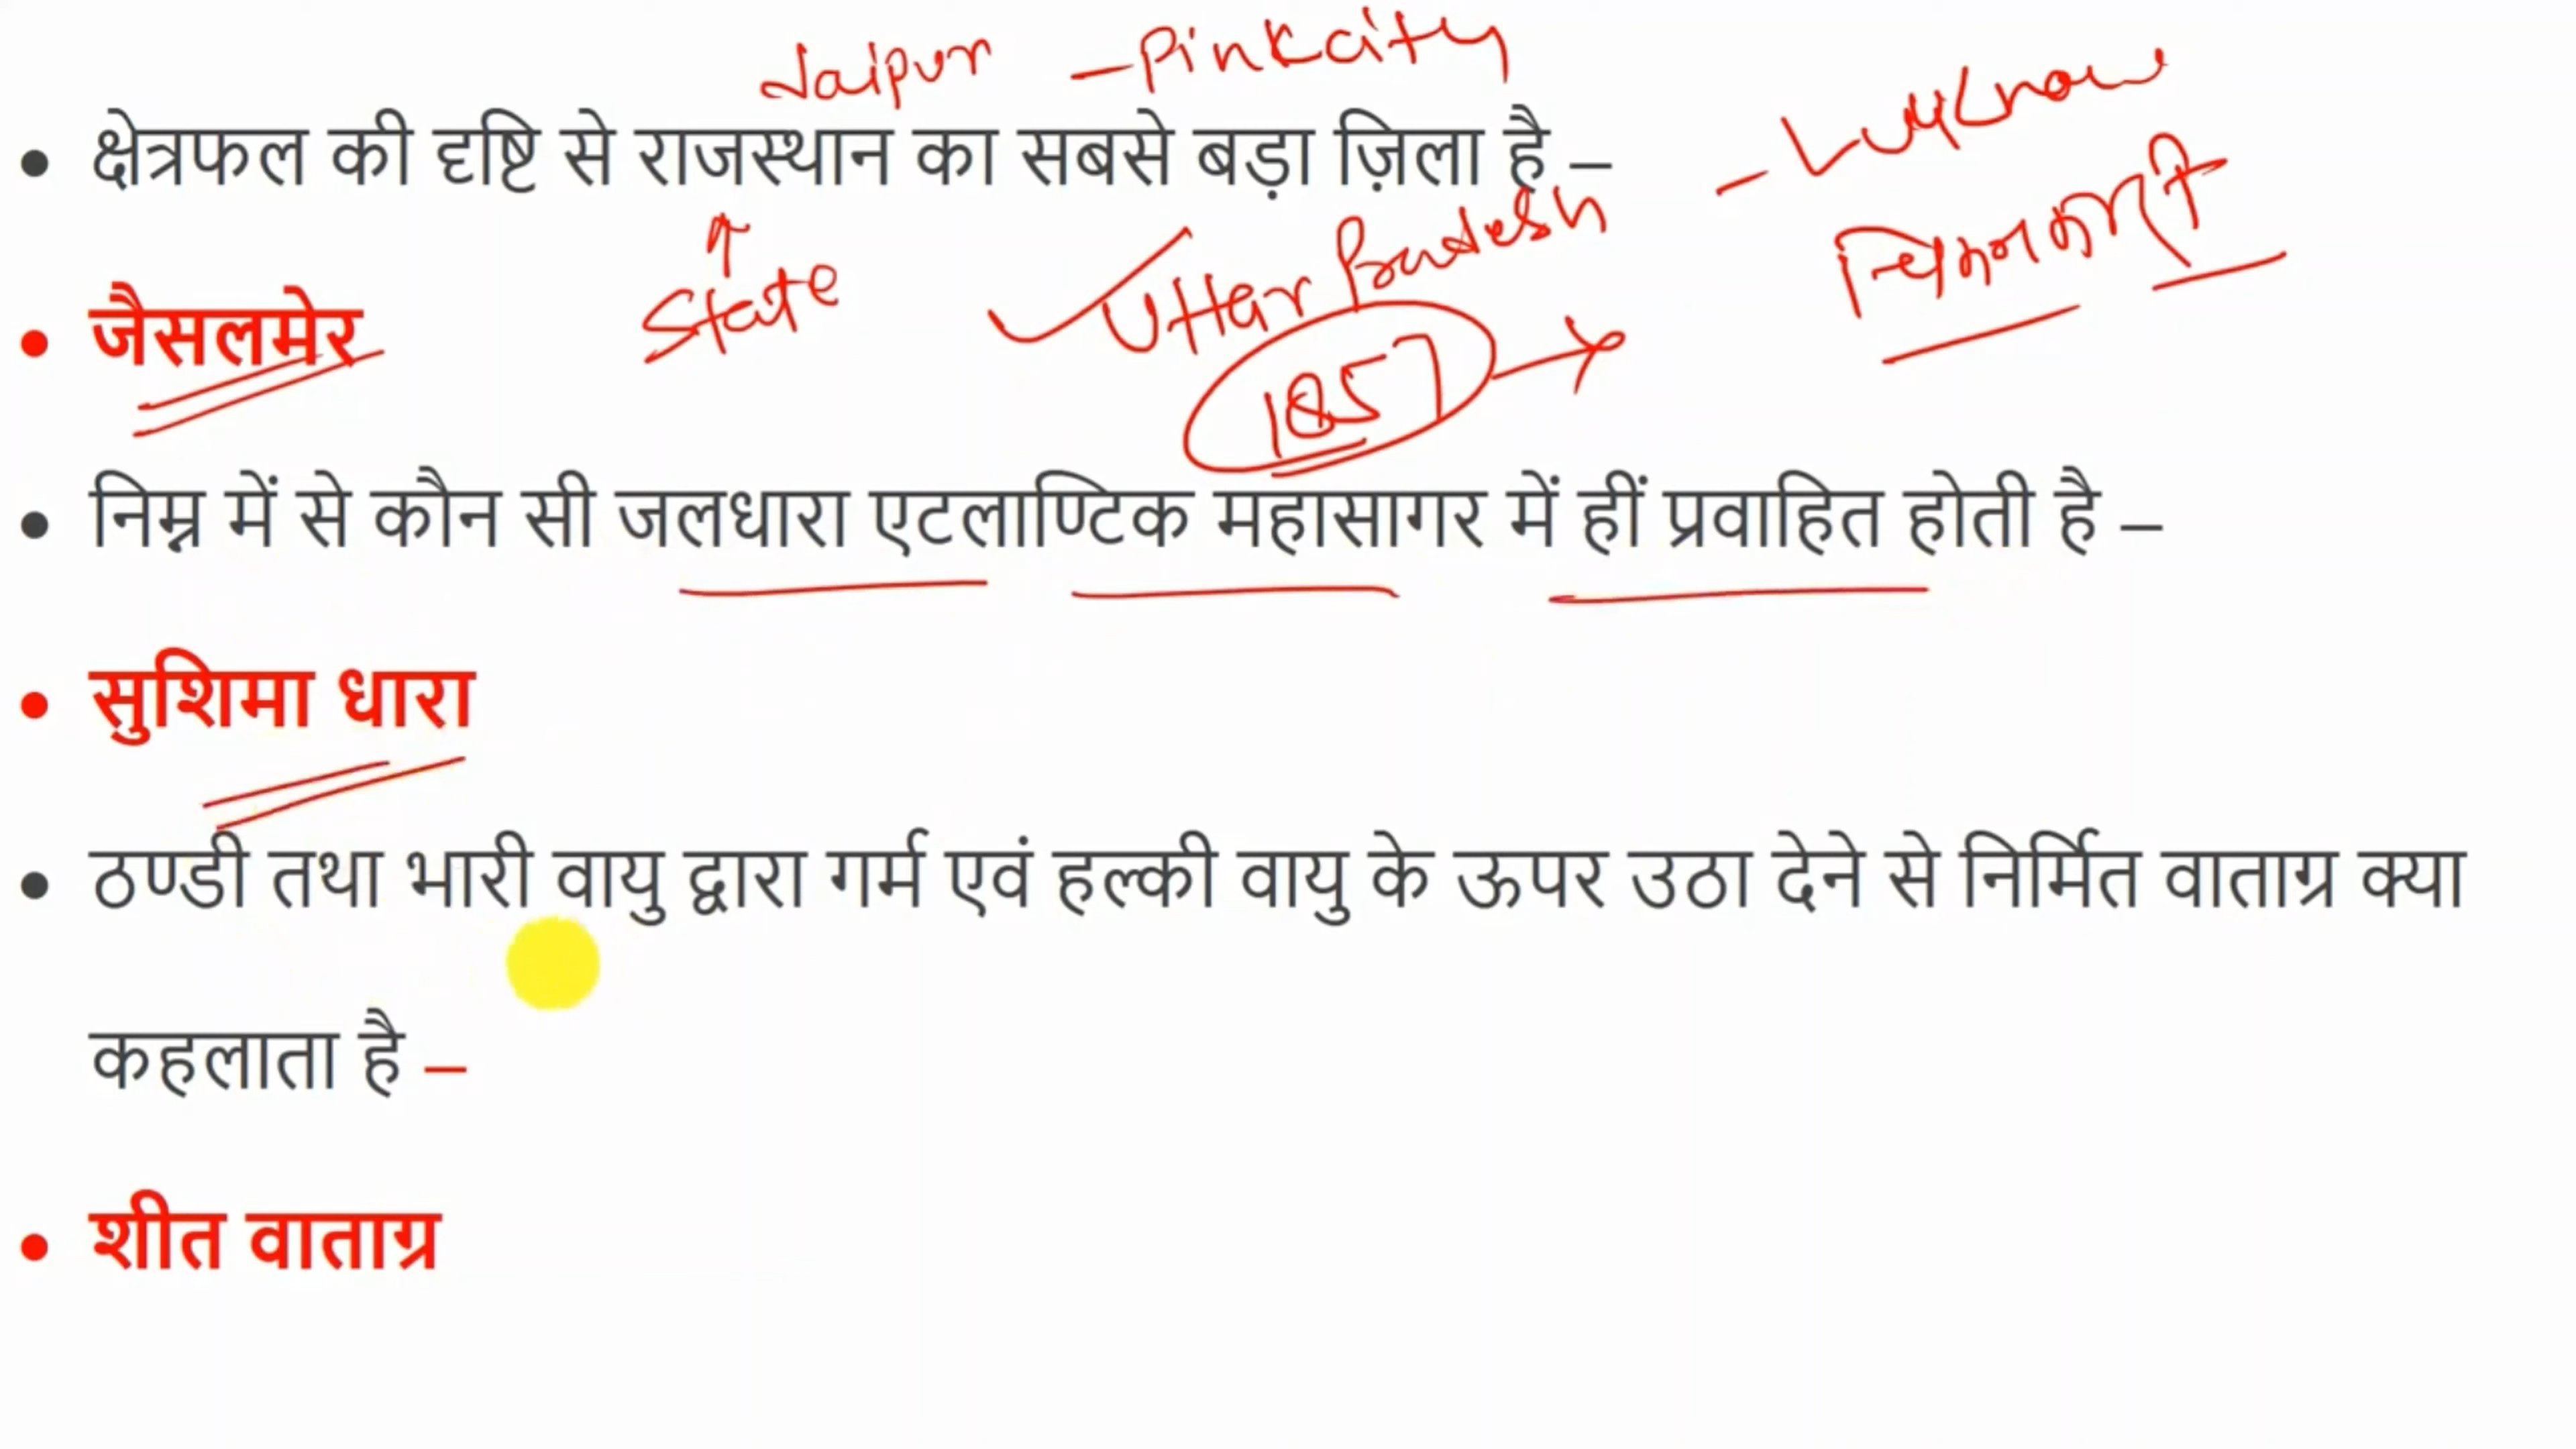 Jaipur – Pinkcity
• क्षेत्रफल की दृष्टि से राजस्थान का सबसे बड़ा ज़िला है –
– Lucknow
चिकनकारी
State
Uttar Pradesh
• जैसलमेर
1857
• निम्न में से कौन सी जलधारा एटलाण्टिक महासागर में हीं प्रवाहित होती है –
• सुशिमा धारा
• ठण्डी तथा भारी वायु द्वारा गर्म एवं हल्की वायु के ऊपर उठा देने से निर्मित वाताग्र क्या
कहलाता है –
• शीत वाताग्र